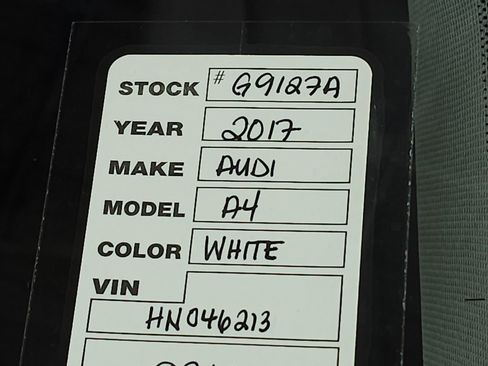 STOCK # G9127A
YEAR 2017
MAKE AUDI
MODEL A4
COLOR WHITE
VIN
HN046213